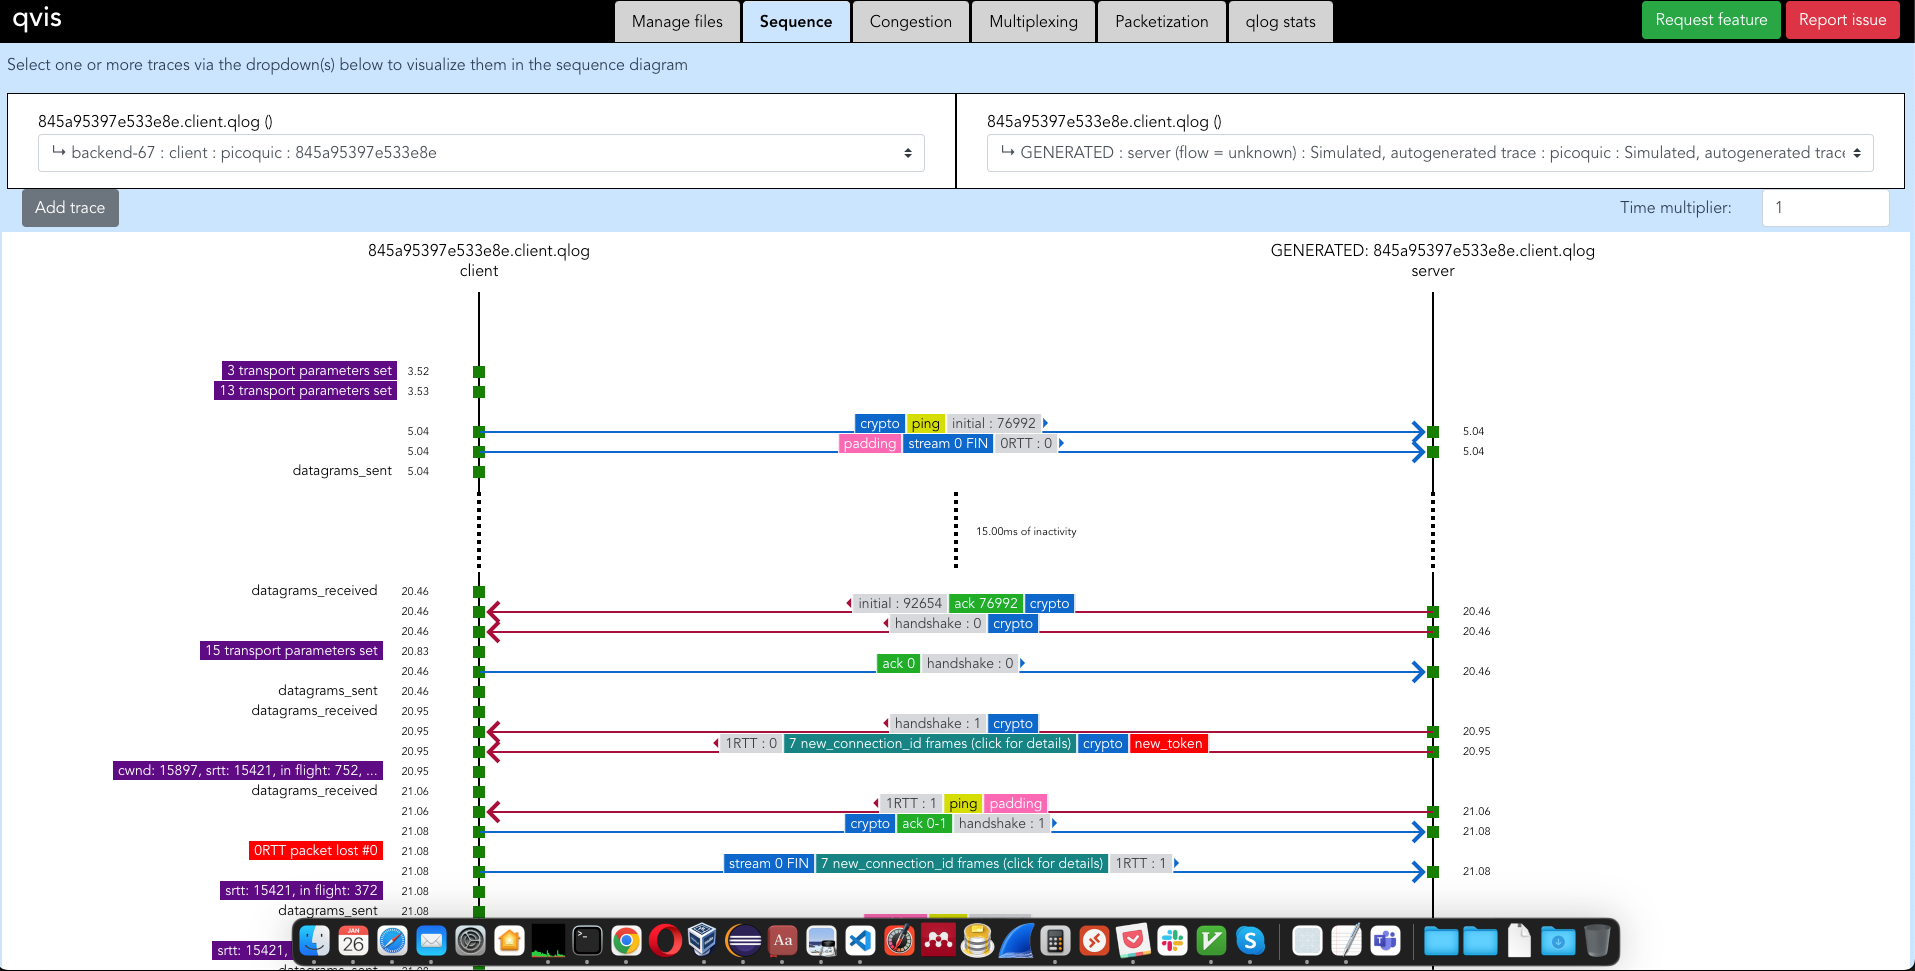 qvis
Manage files
Sequence
Congestion
Multiplexing
Packetization
qlog stats
Request feature
Report issue
Select one or more traces via the dropdown(s) below to visualize them in the sequence diagram
845a95397e533e8e.client.qlog ()
↳ backend-67 : client : picoquic : 845a95397e533e8e
845a95397e533e8e.client.qlog ()
↳ GENERATED : server (flow = unknown) : Simulated, autogenerated trace : picoquic : Simulated, autogenerated trace
Add trace
Time multiplier: 1
845a95397e533e8e.client.qlog
client
GENERATED: 845a95397e533e8e.client.qlog
server
3 transport parameters set 3.52
13 transport parameters set 3.53
crypto ping initial : 76992
5.04 5.04
padding stream 0 FIN 0RTT : 0
5.04 5.04
datagrams_sent 5.04
15.00ms of inactivity
datagrams_received 20.46
initial : 92654 ack 76992 crypto
20.46 20.46
handshake : 0 crypto
20.46 20.46
15 transport parameters set 20.83
ack 0 handshake : 0
20.46 20.46
datagrams_sent 20.46
datagrams_received 20.95
handshake : 1 crypto
20.95 20.95
1RTT : 0 7 new_connection_id frames (click for details) crypto new_token
20.95 20.95
cwnd: 15897, srtt: 15421, in flight: 752, ... 20.95
datagrams_received 21.06
1RTT : 1 ping padding
21.06 21.06
crypto ack 0-1 handshake : 1
21.08 21.08
0RTT packet lost #0 21.08
stream 0 FIN 7 new_connection_id frames (click for details) 1RTT : 1
21.08 21.08
srtt: 15421, in flight: 372 21.08
datagrams_sent 21.08
srtt: 15421,
JAN
26
Aa